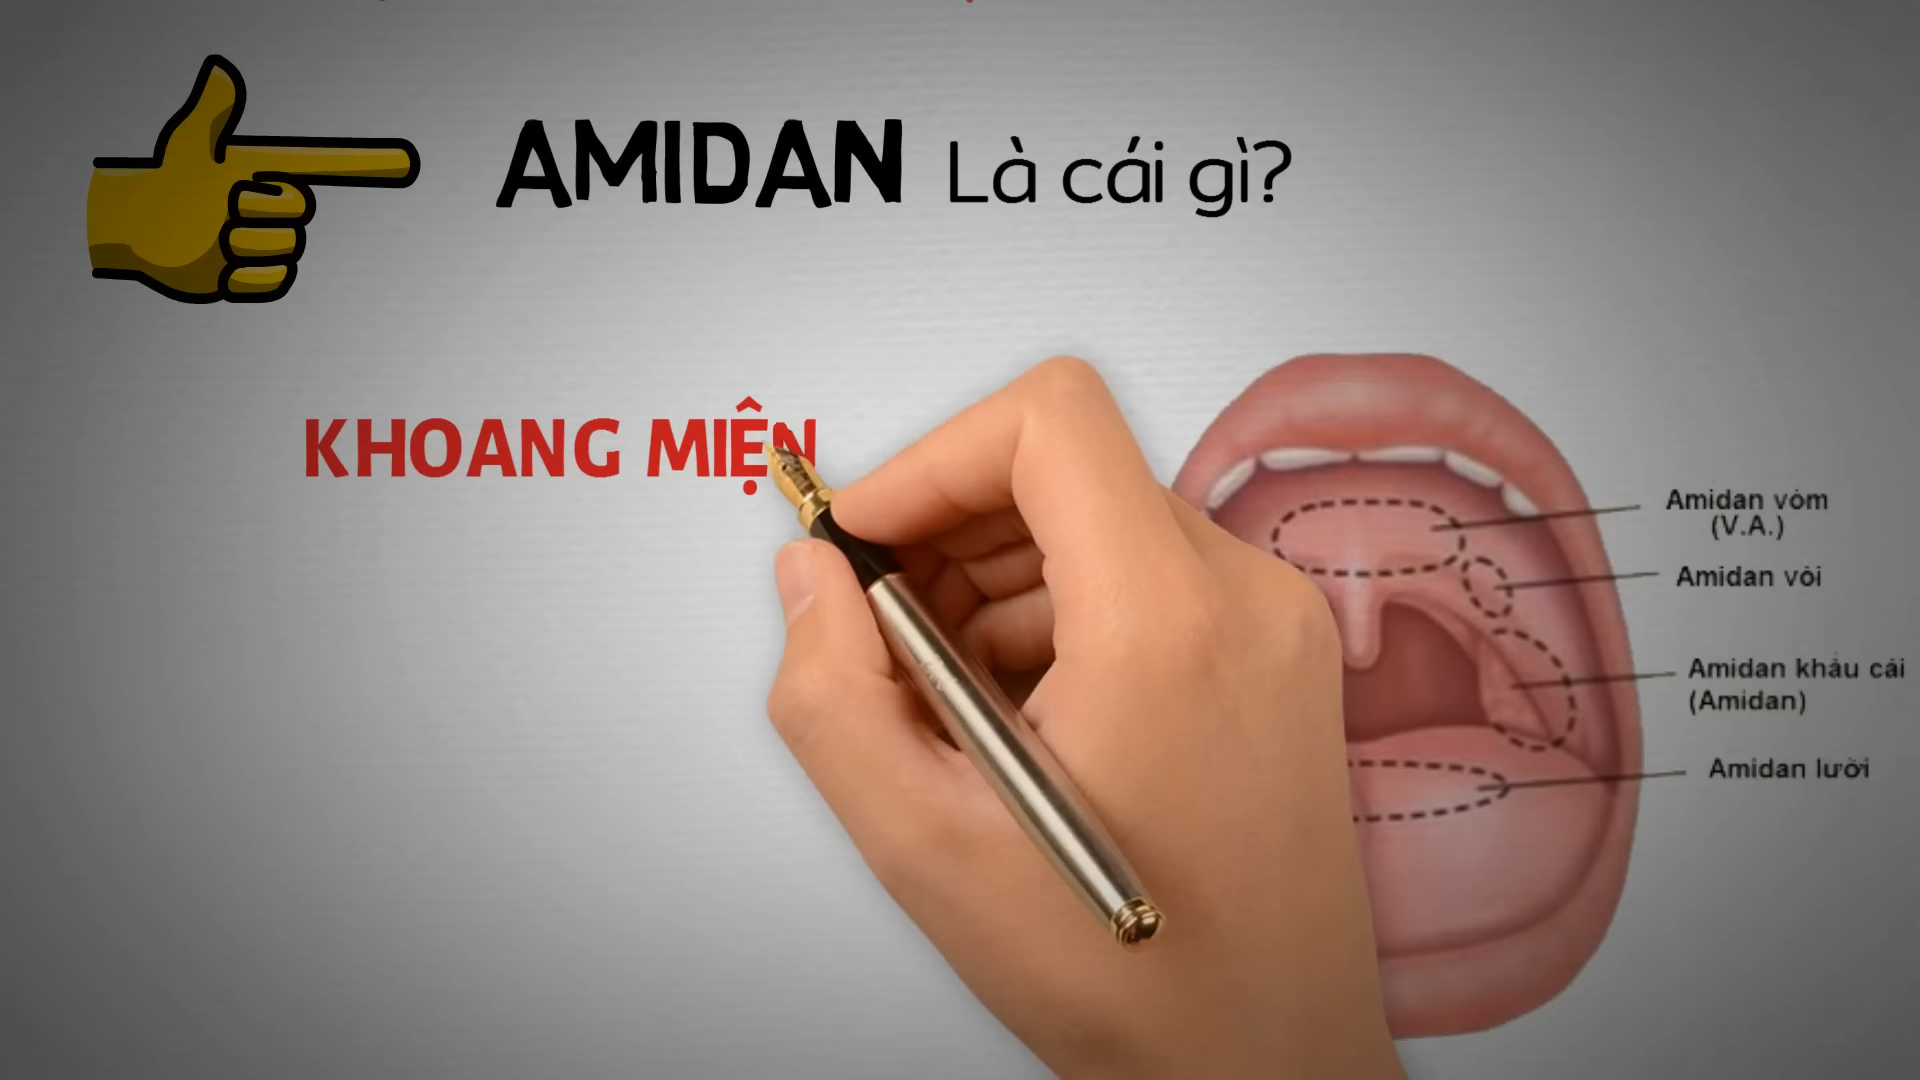 AMIDAN Là cái gì?
KHOANG MIỆN
Amidan vòm
(V.A.)
Amidan vòi
Amidan khẩu cái
(Amidan)
Amidan lưỡi